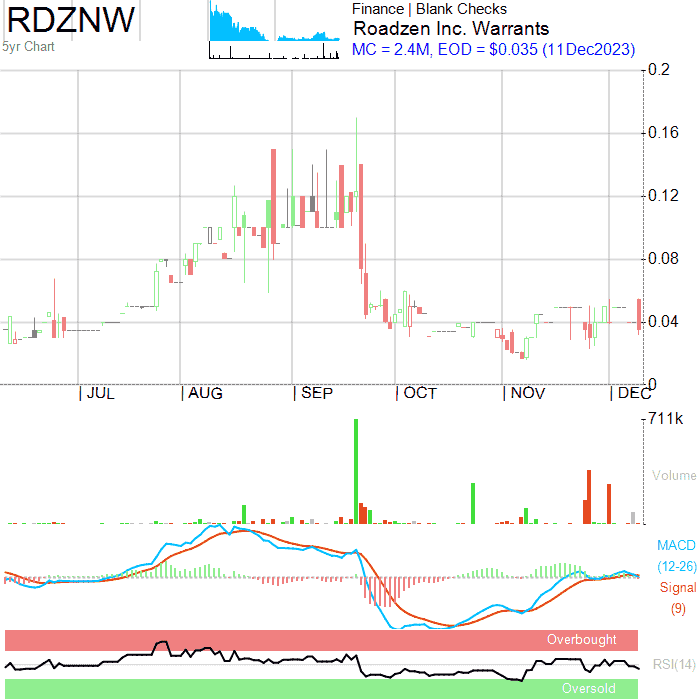 RDZNW
5yr Chart
Finance | Blank Checks
Roadzen Inc. Warrants
MC = 2.4M, EOD = $0.035 (11Dec2023)
0.2
0.16
0.12
0.08
0.04
0
| JUL | AUG | SEP | OCT | NOV | DEC
711k
Volume
MACD
(12-26)
Signal
(9)
Overbought
RSI(14)
Oversold